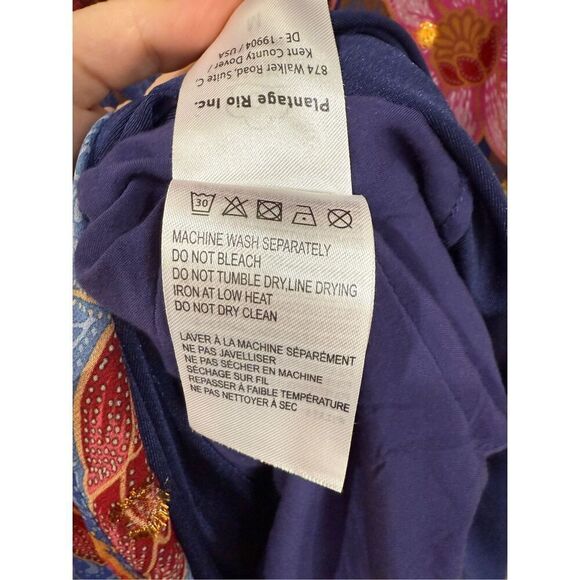 Plantage Rio Inc.
874 Walker Road, Suite C,
Kent County Dover /
DE - 19904 / USA
M
30
MACHINE WASH SEPARATELY
DO NOT BLEACH
DO NOT TUMBLE DRY,LINE DRYING
IRON AT LOW HEAT
DO NOT DRY CLEAN
LAVER À LA MACHINE SÉPARÉMENT
NE PAS JAVELLISER
NE PAS SÉCHER EN MACHINE
SÉCHAGE SUR FIL
REPASSER À FAIBLE TEMPÉRATURE
NE PAS NETTOYER À SEC